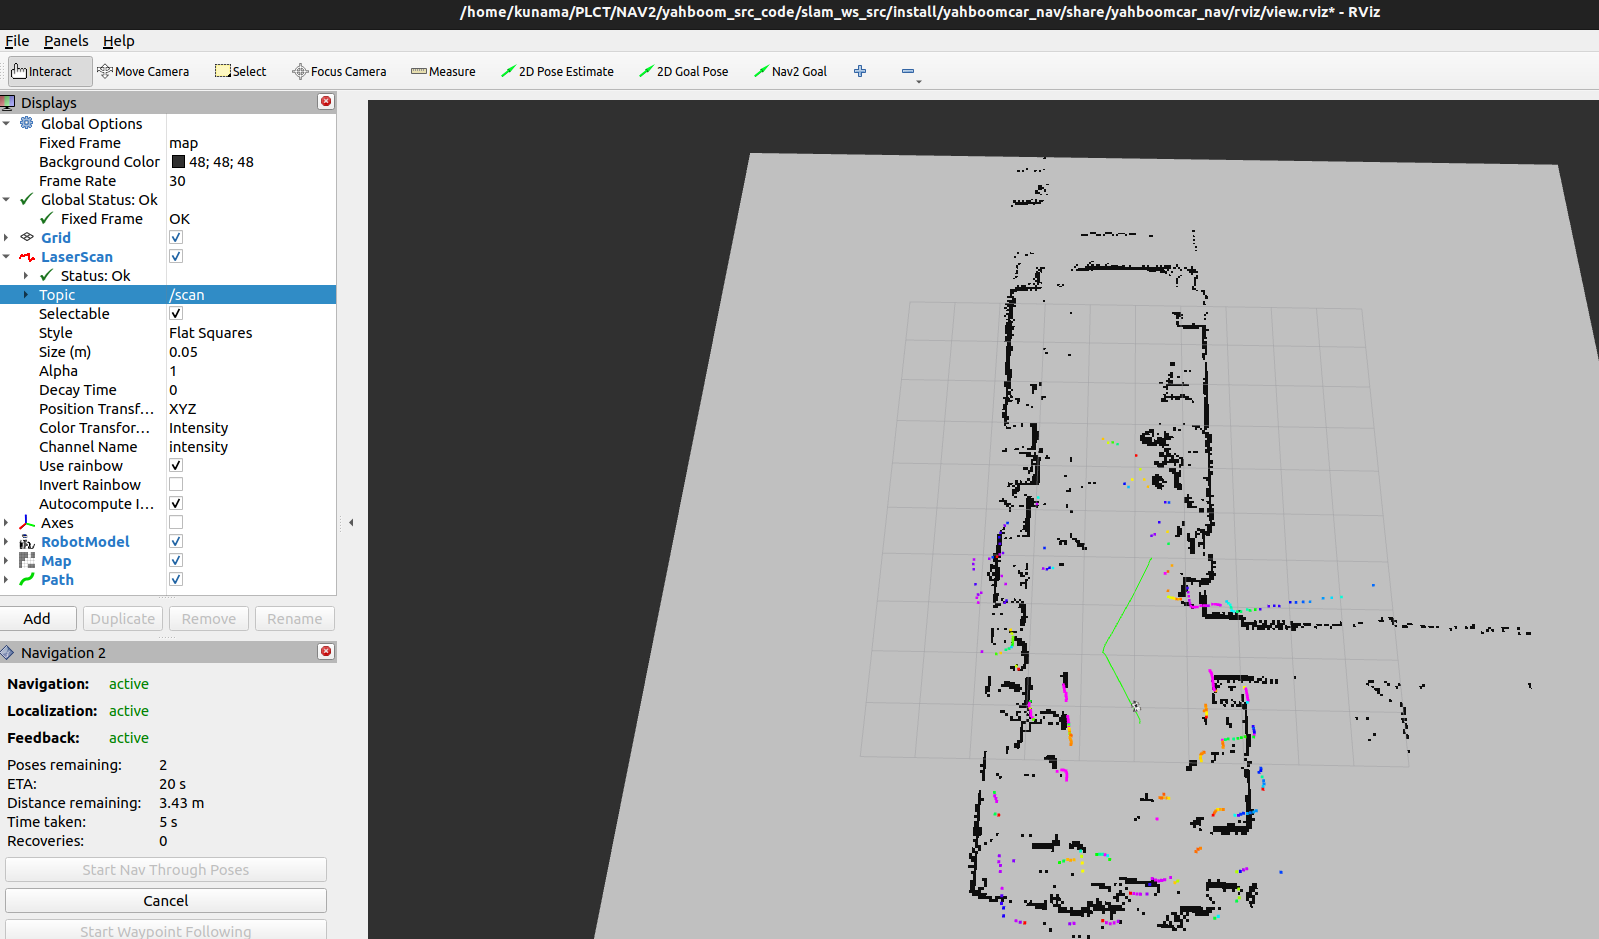 /home/kunama/PLCT/NAV2/yahboom_src_code/slam_ws_src/install/yahboomcar_nav/share/yahboomcar_nav/rviz/view.rviz* - RViz
File Panels Help
Interact Move Camera Select Focus Camera Measure 2D Pose Estimate 2D Goal Pose Nav2 Goal
Displays
Global Options
Fixed Frame map
Background Color 48; 48; 48
Frame Rate 30
Global Status: Ok
Fixed Frame OK
Grid
LaserScan
Status: Ok
Topic /scan
Selectable
Style Flat Squares
Size (m) 0.05
Alpha 1
Decay Time 0
Position Transf... XYZ
Color Transfor... Intensity
Channel Name intensity
Use rainbow
Invert Rainbow
Autocompute I...
Axes
RobotModel
Map
Path
Add Duplicate Remove Rename
Navigation 2
Navigation: active
Localization: active
Feedback: active
Poses remaining: 2
ETA: 20 s
Distance remaining: 3.43 m
Time taken: 5 s
Recoveries: 0
Start Nav Through Poses
Cancel
Start Waypoint Following